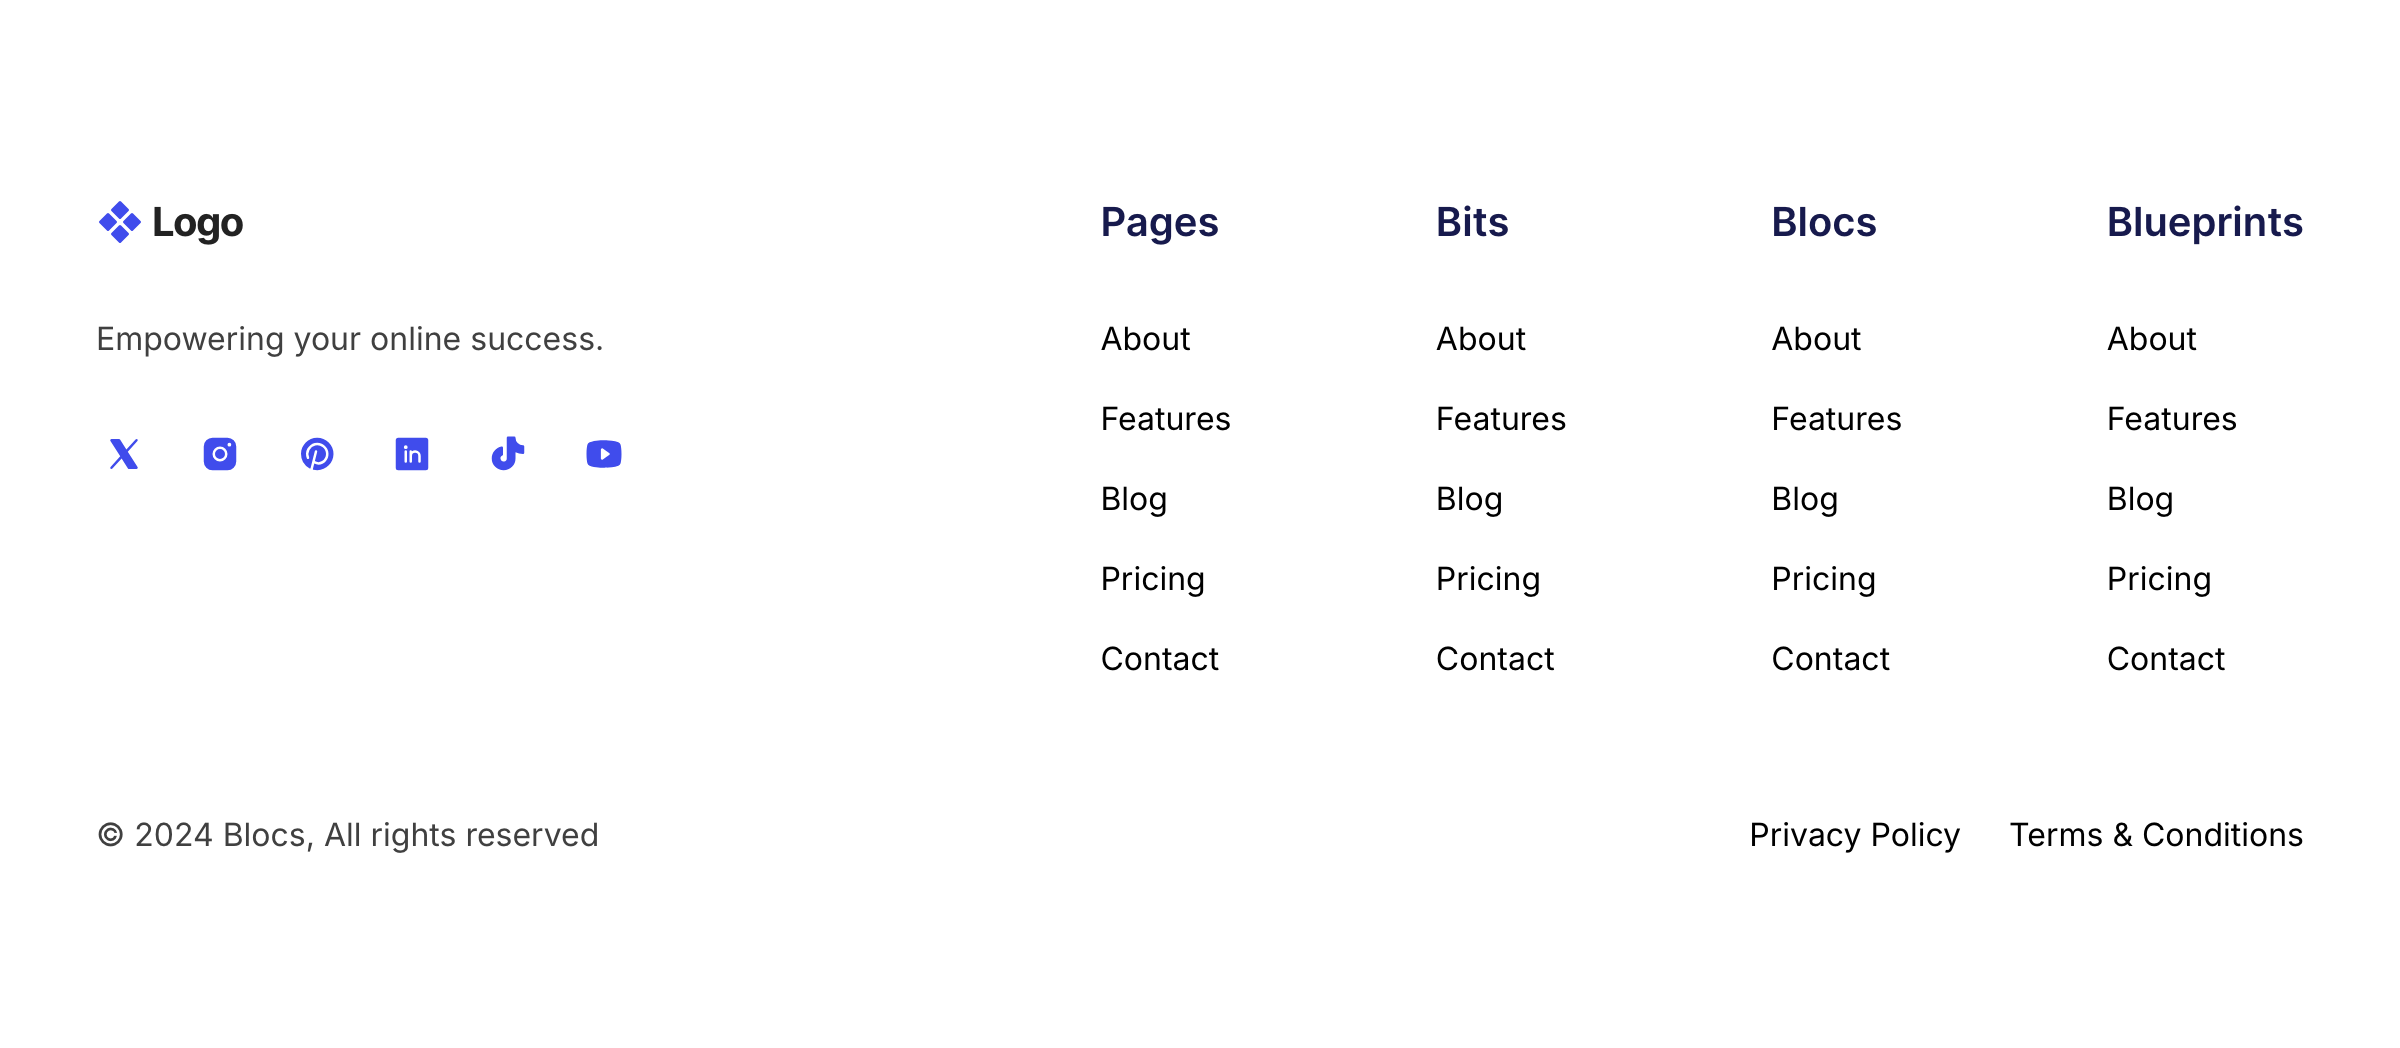 Logo
Empowering your online success.
Pages
About
Features
Blog
Pricing
Contact
Bits
About
Features
Blog
Pricing
Contact
Blocs
About
Features
Blog
Pricing
Contact
Blueprints
About
Features
Blog
Pricing
Contact
© 2024 Blocs, All rights reserved
Privacy Policy
Terms & Conditions